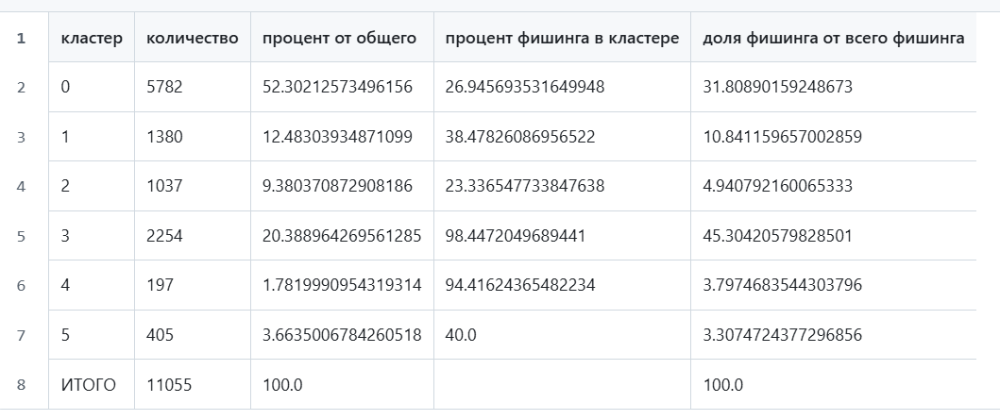 1 кластер количество процент от общего процент фишинга в кластере доля фишинга от всего фишинга
2 0 5782 52.30212573496156 26.945693531649948 31.80890159248673
3 1 1380 12.48303934871099 38.47826086956522 10.841159657002859
4 2 1037 9.380370872908186 23.336547733847638 4.940792160065333
5 3 2254 20.388964269561285 98.4472049689441 45.30420579828501
6 4 197 1.7819990954319314 94.41624365482234 3.7974683544303796
7 5 405 3.6635006784260518 40.0 3.3074724377296856
8 ИТОГО 11055 100.0 100.0